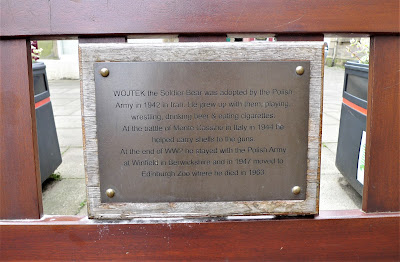 WOJTEK the Soldier Bear was adopted by the Polish
Army in 1942 in Iran. He grew up with them, playing,
wrestling, drinking beer & eating cigarettes.
At the battle of Monte Cassino in Italy in 1944 he
helped carry shells to the guns.
At the end of WW2 he stayed with the Polish Army
at Winfield in Berwickshire and in 1947 moved to
Edinburgh Zoo where he died in 1963.